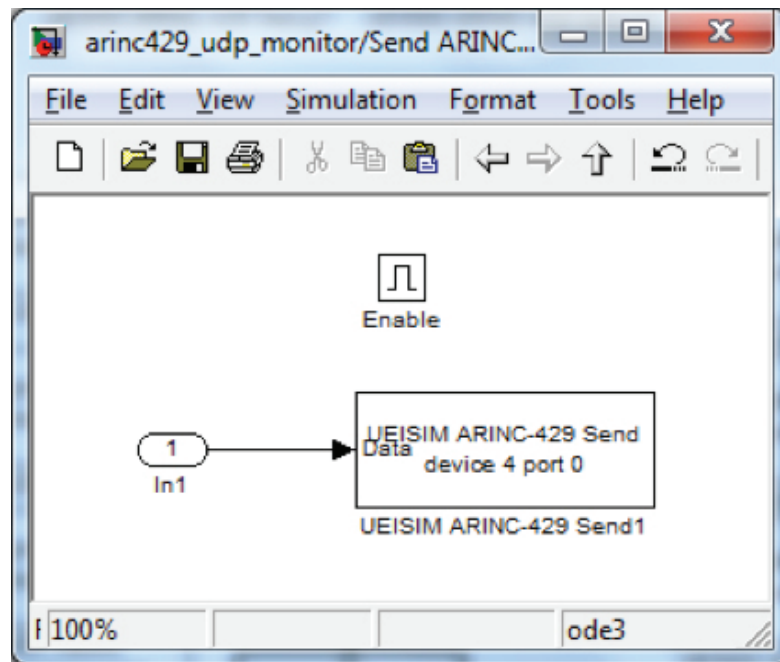 arinc429_udp_monitor/Send ARINC...
File Edit View Simulation Format Tools Help
Enable
1
In1
Data
UEISIM ARINC-429 Send
device 4 port 0
UEISIM ARINC-429 Send1
100%
ode3